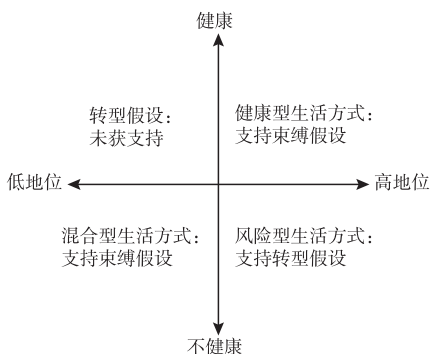 健康
转型假设：
未获支持
健康型生活方式：
支持束缚假设
低地位
高地位
混合型生活方式：
支持束缚假设
风险型生活方式：
支持转型假设
不健康